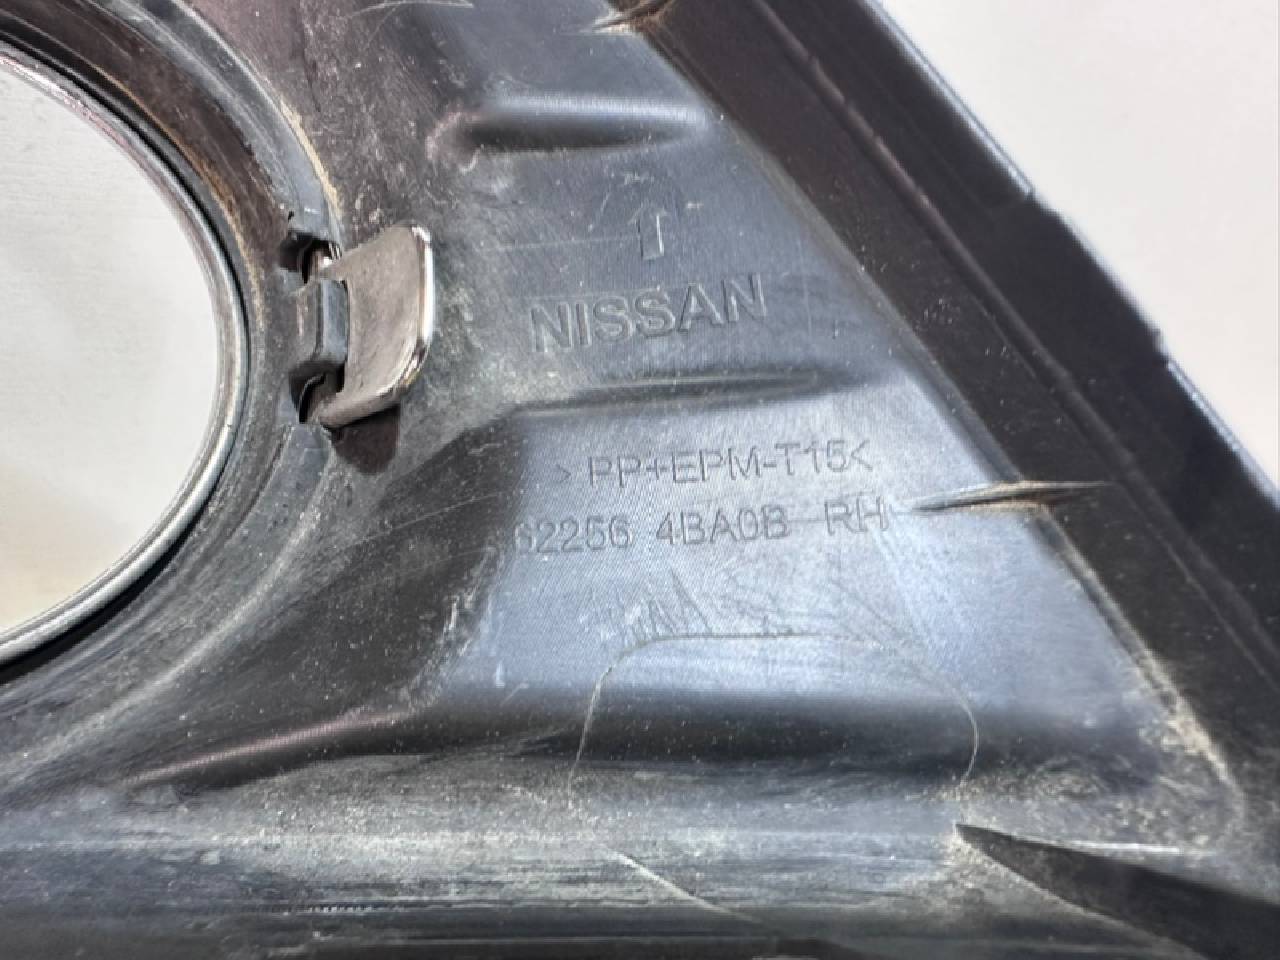 NISSAN
>PP+EPM-T15<
62256 4BA0B RH